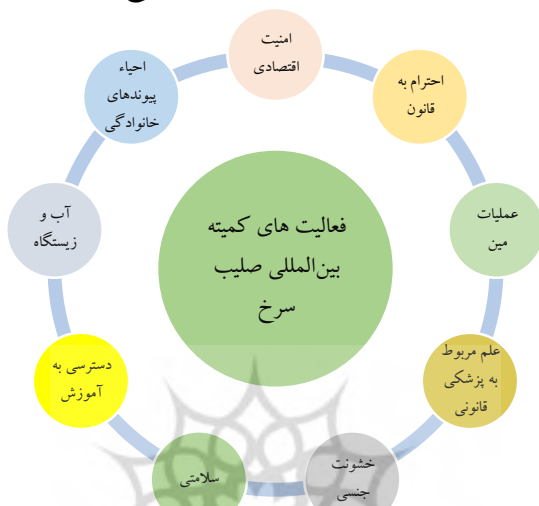 امنیت
اقتصادی
احترام به
قانون
عملیات
مین
علم مربوط
به پزشکی
قانونی
خشونت
جنسی
سلامتی
دسترسی به
آموزش
آب و
زیستگاه
احیاء
پیوندهای
خانوادگی
فعالیت های کمیته
بین‌المللی صلیب
سرخ